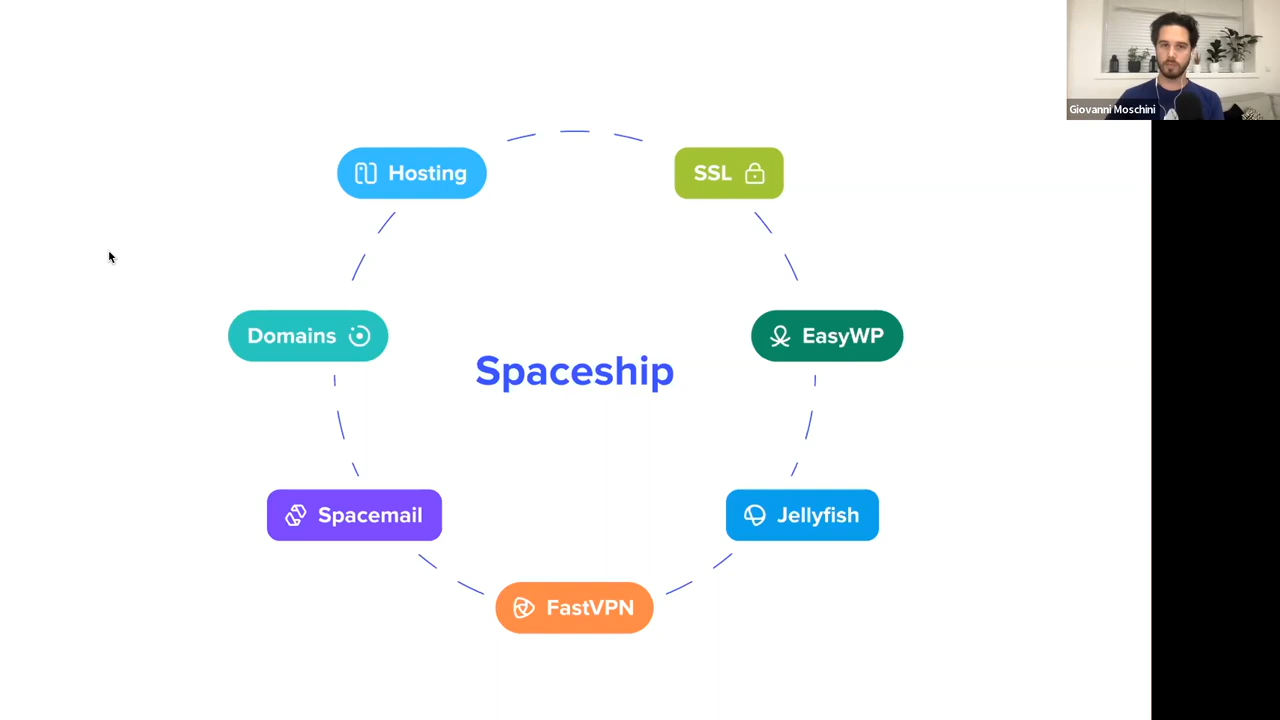 Giovanni Moschini
Hosting
SSL
Domains
EasyWP
Spaceship
Spacemail
Jellyfish
FastVPN